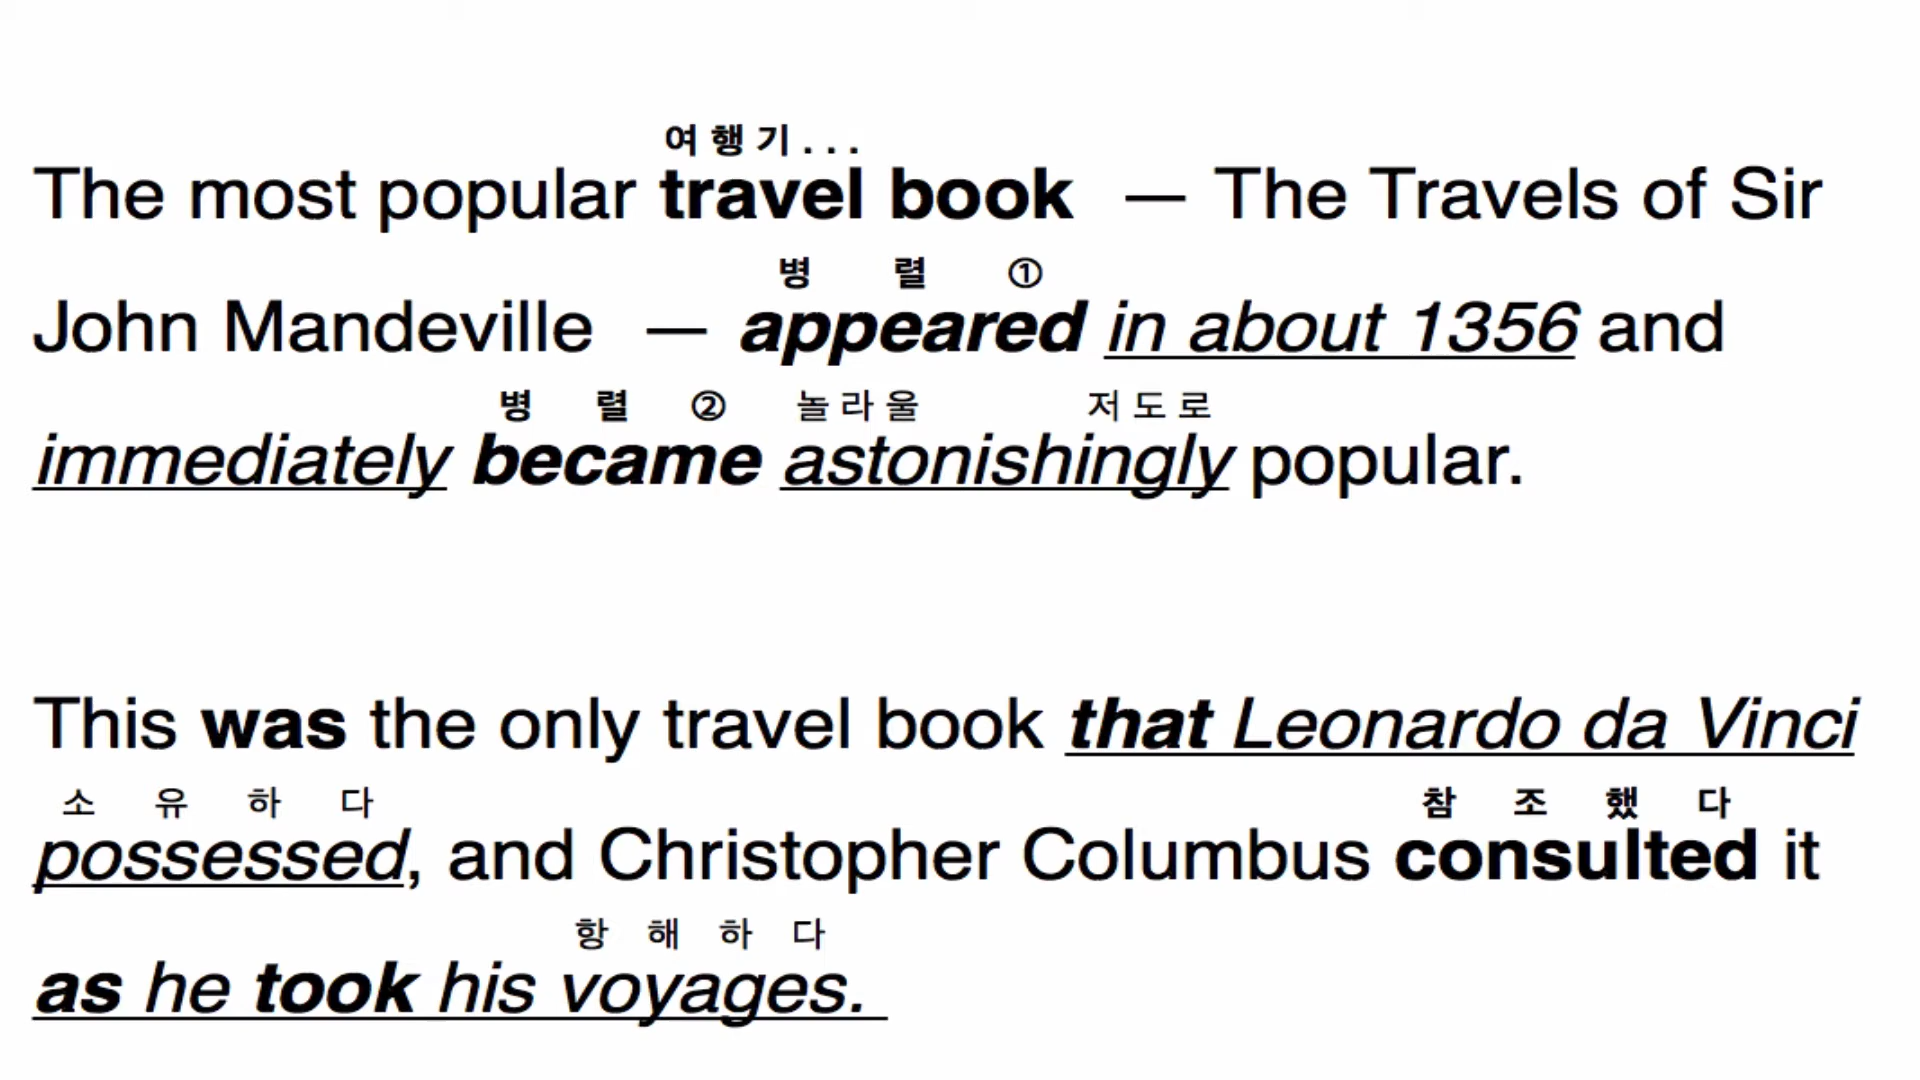 여행기...
The most popular travel book — The Travels of Sir
병렬①
John Mandeville — appeared in about 1356 and
병렬② 놀라울 저도로
immediately became astonishingly popular.
This was the only travel book that Leonardo da Vinci
소유하다 참조했다
possessed, and Christopher Columbus consulted it
항해하다
as he took his voyages.